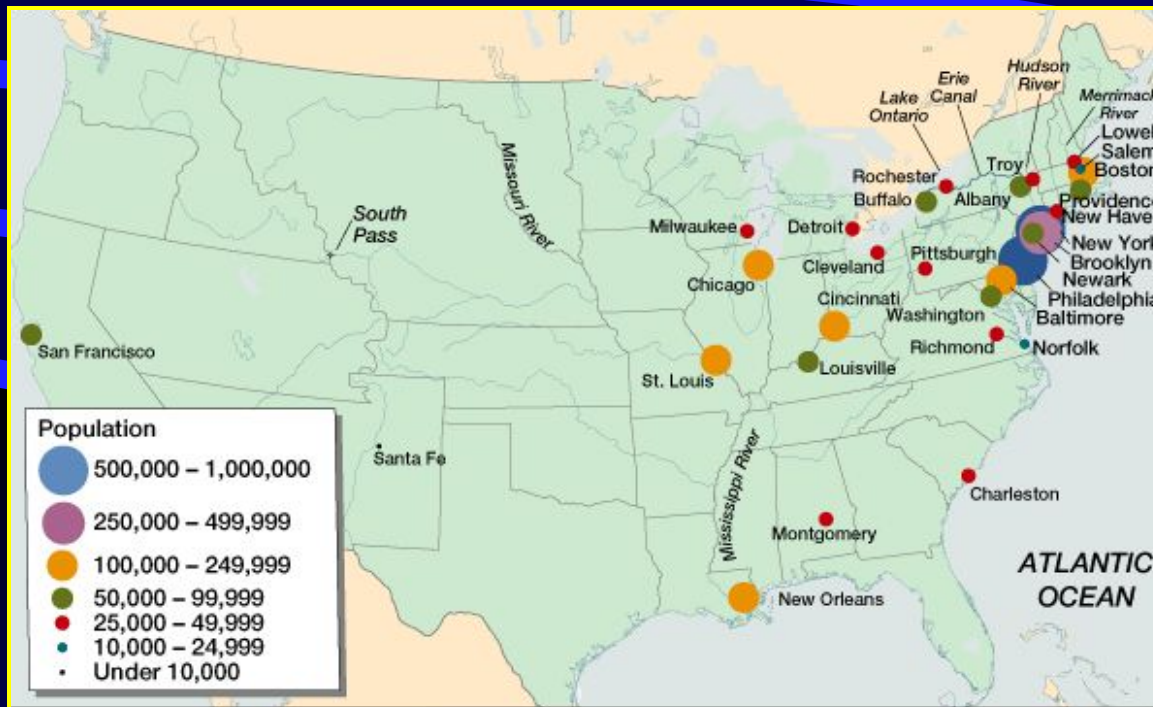 Hudson
River
Erie
Canal
Lake
Ontario
Merrimack
River
Lowel
Salem
Boston
Troy
Rochester
Buffalo
Albany
Providence
New Have
New York
Brooklyn
Newark
Philadelphia
Baltimore
Missouri River
South
Pass
Milwaukee
Detroit
Cleveland
Pittsburgh
Chicago
Cincinnati
Washington
Richmond
Norfolk
San Francisco
St. Louis
Louisville
Santa Fe
Mississippi River
Charleston
Montgomery
New Orleans
ATLANTIC
OCEAN
Population
500,000 – 1,000,000
250,000 – 499,999
100,000 – 249,999
50,000 – 99,999
25,000 – 49,999
10,000 – 24,999
Under 10,000